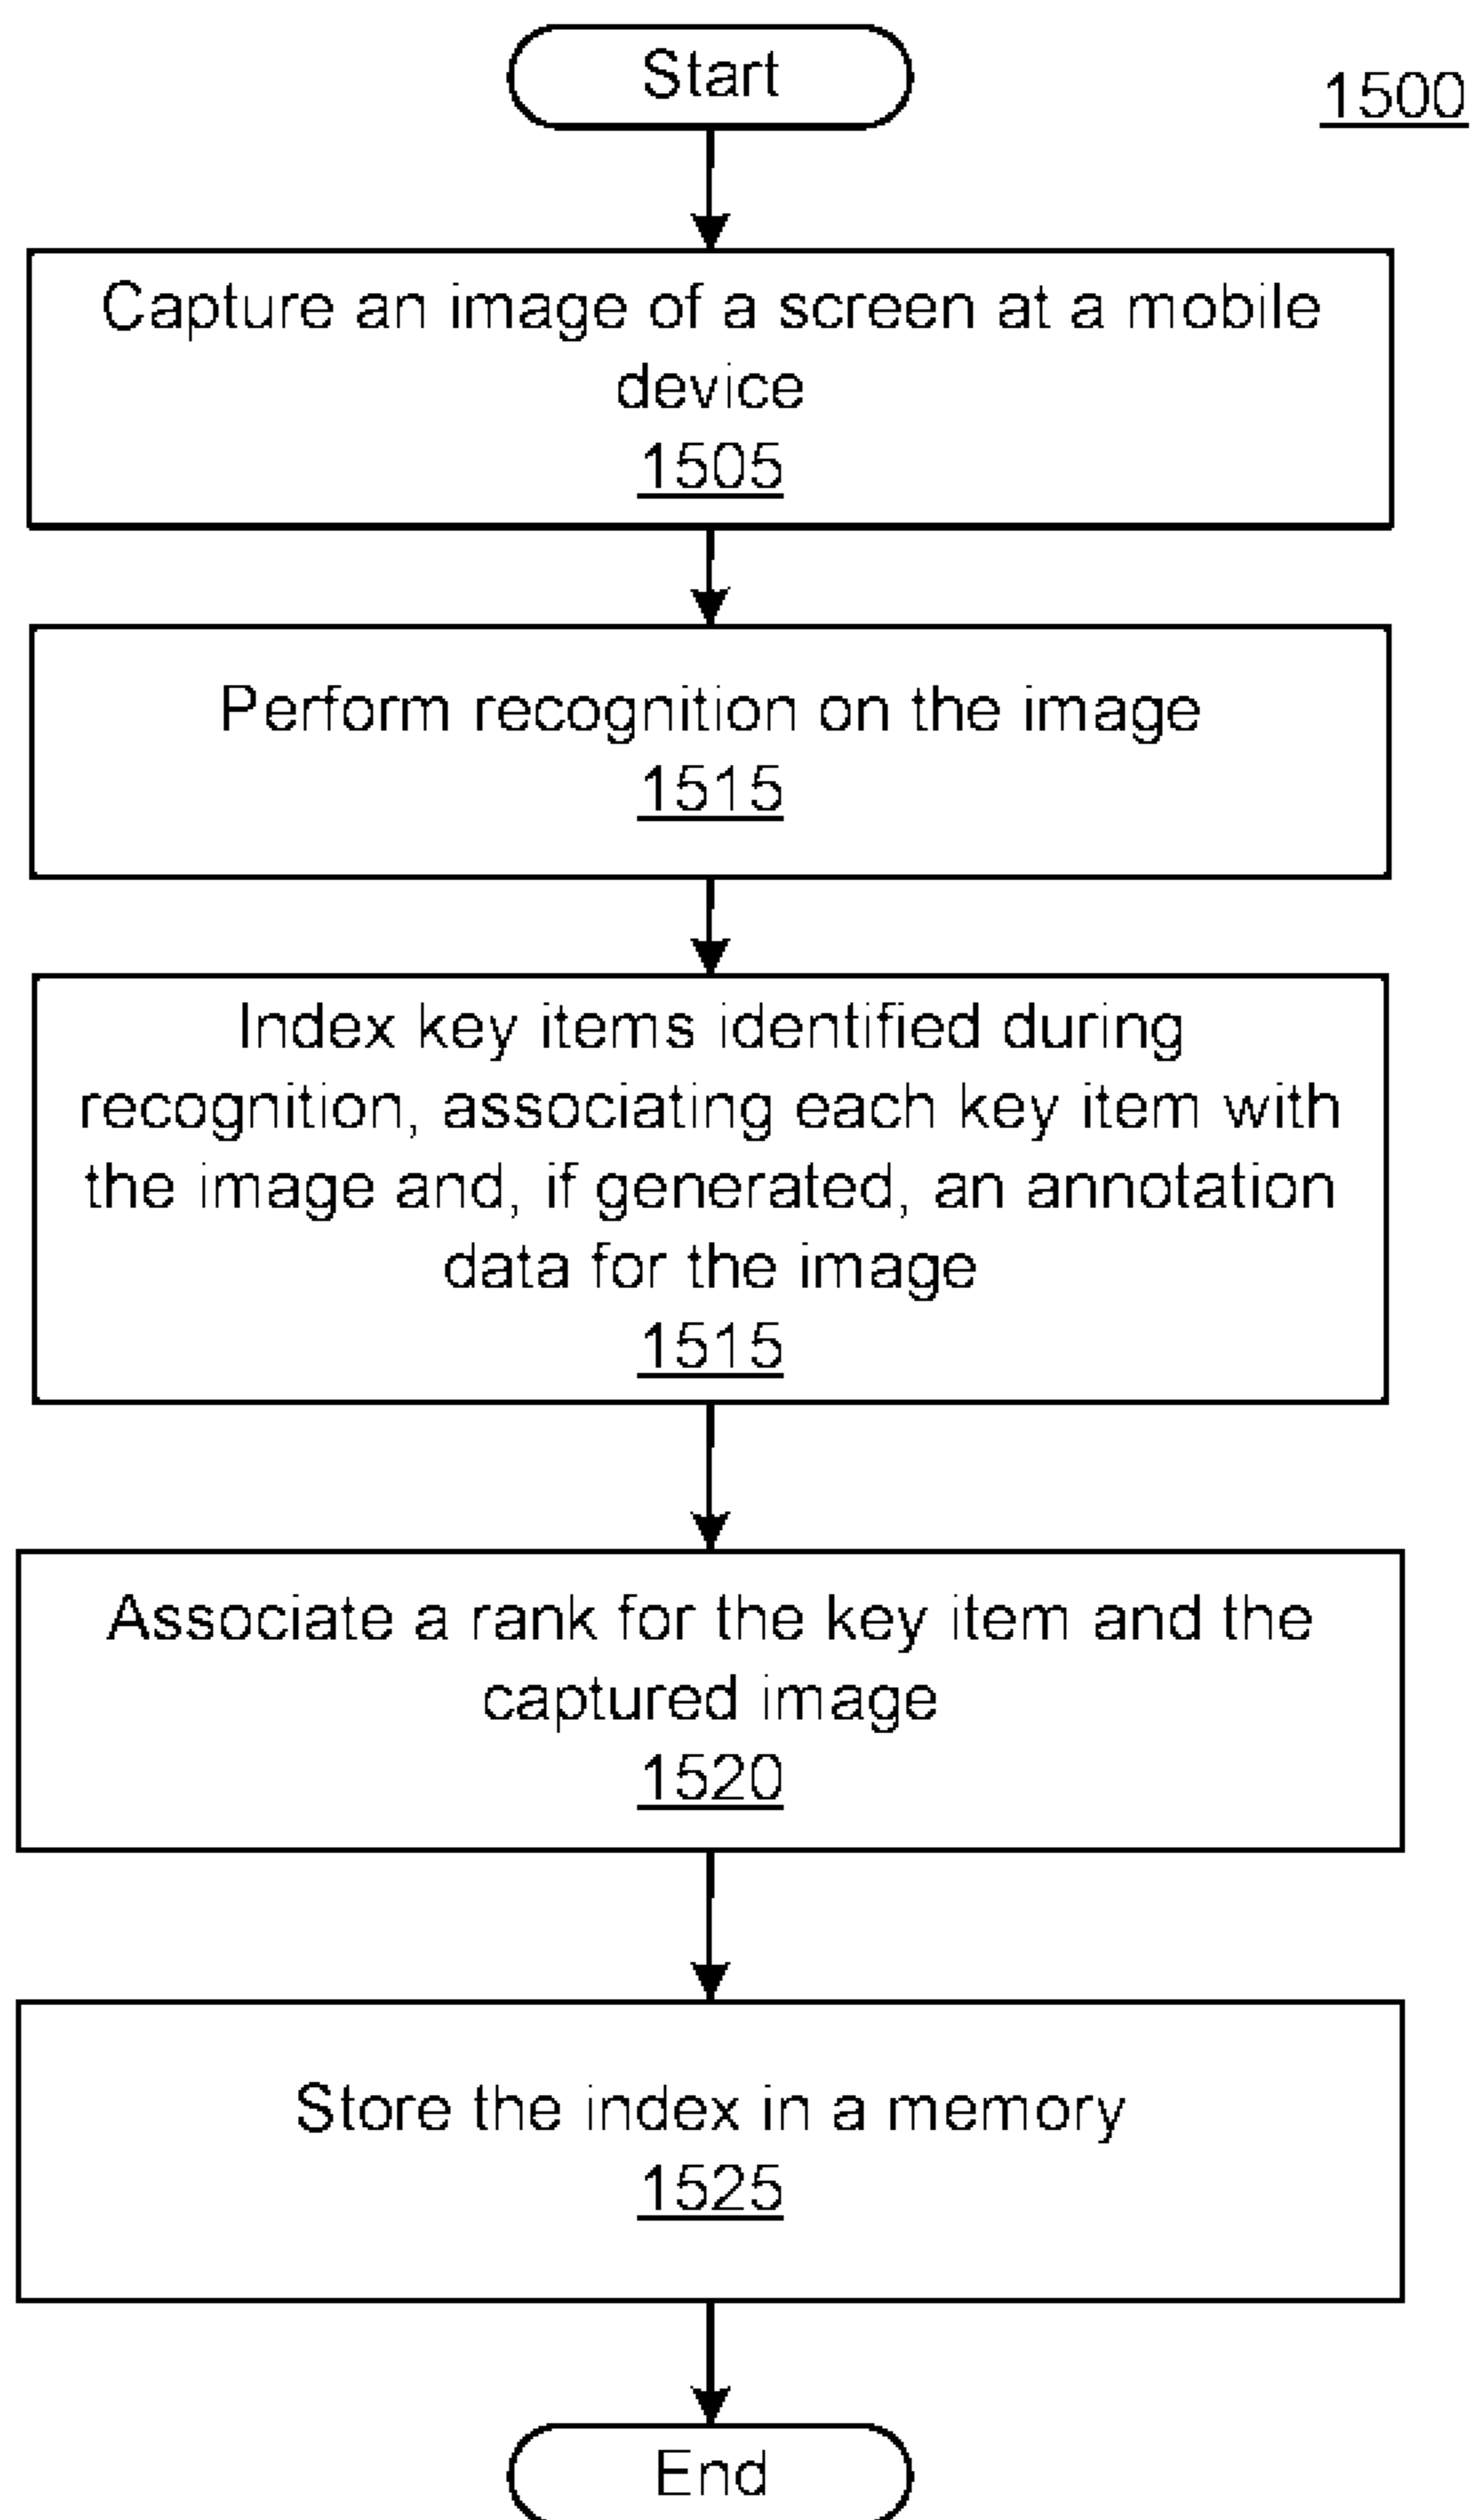 Start
1500
Capture an image of a screen at a mobile
device
1505
Perform recognition on the image
1515
Index key items identified during
recognition, associating each key item with
the image and, if generated, an annotation
data for the image
1515
Associate a rank for the key item and the
captured image
1520
Store the index in a memory
1525
End